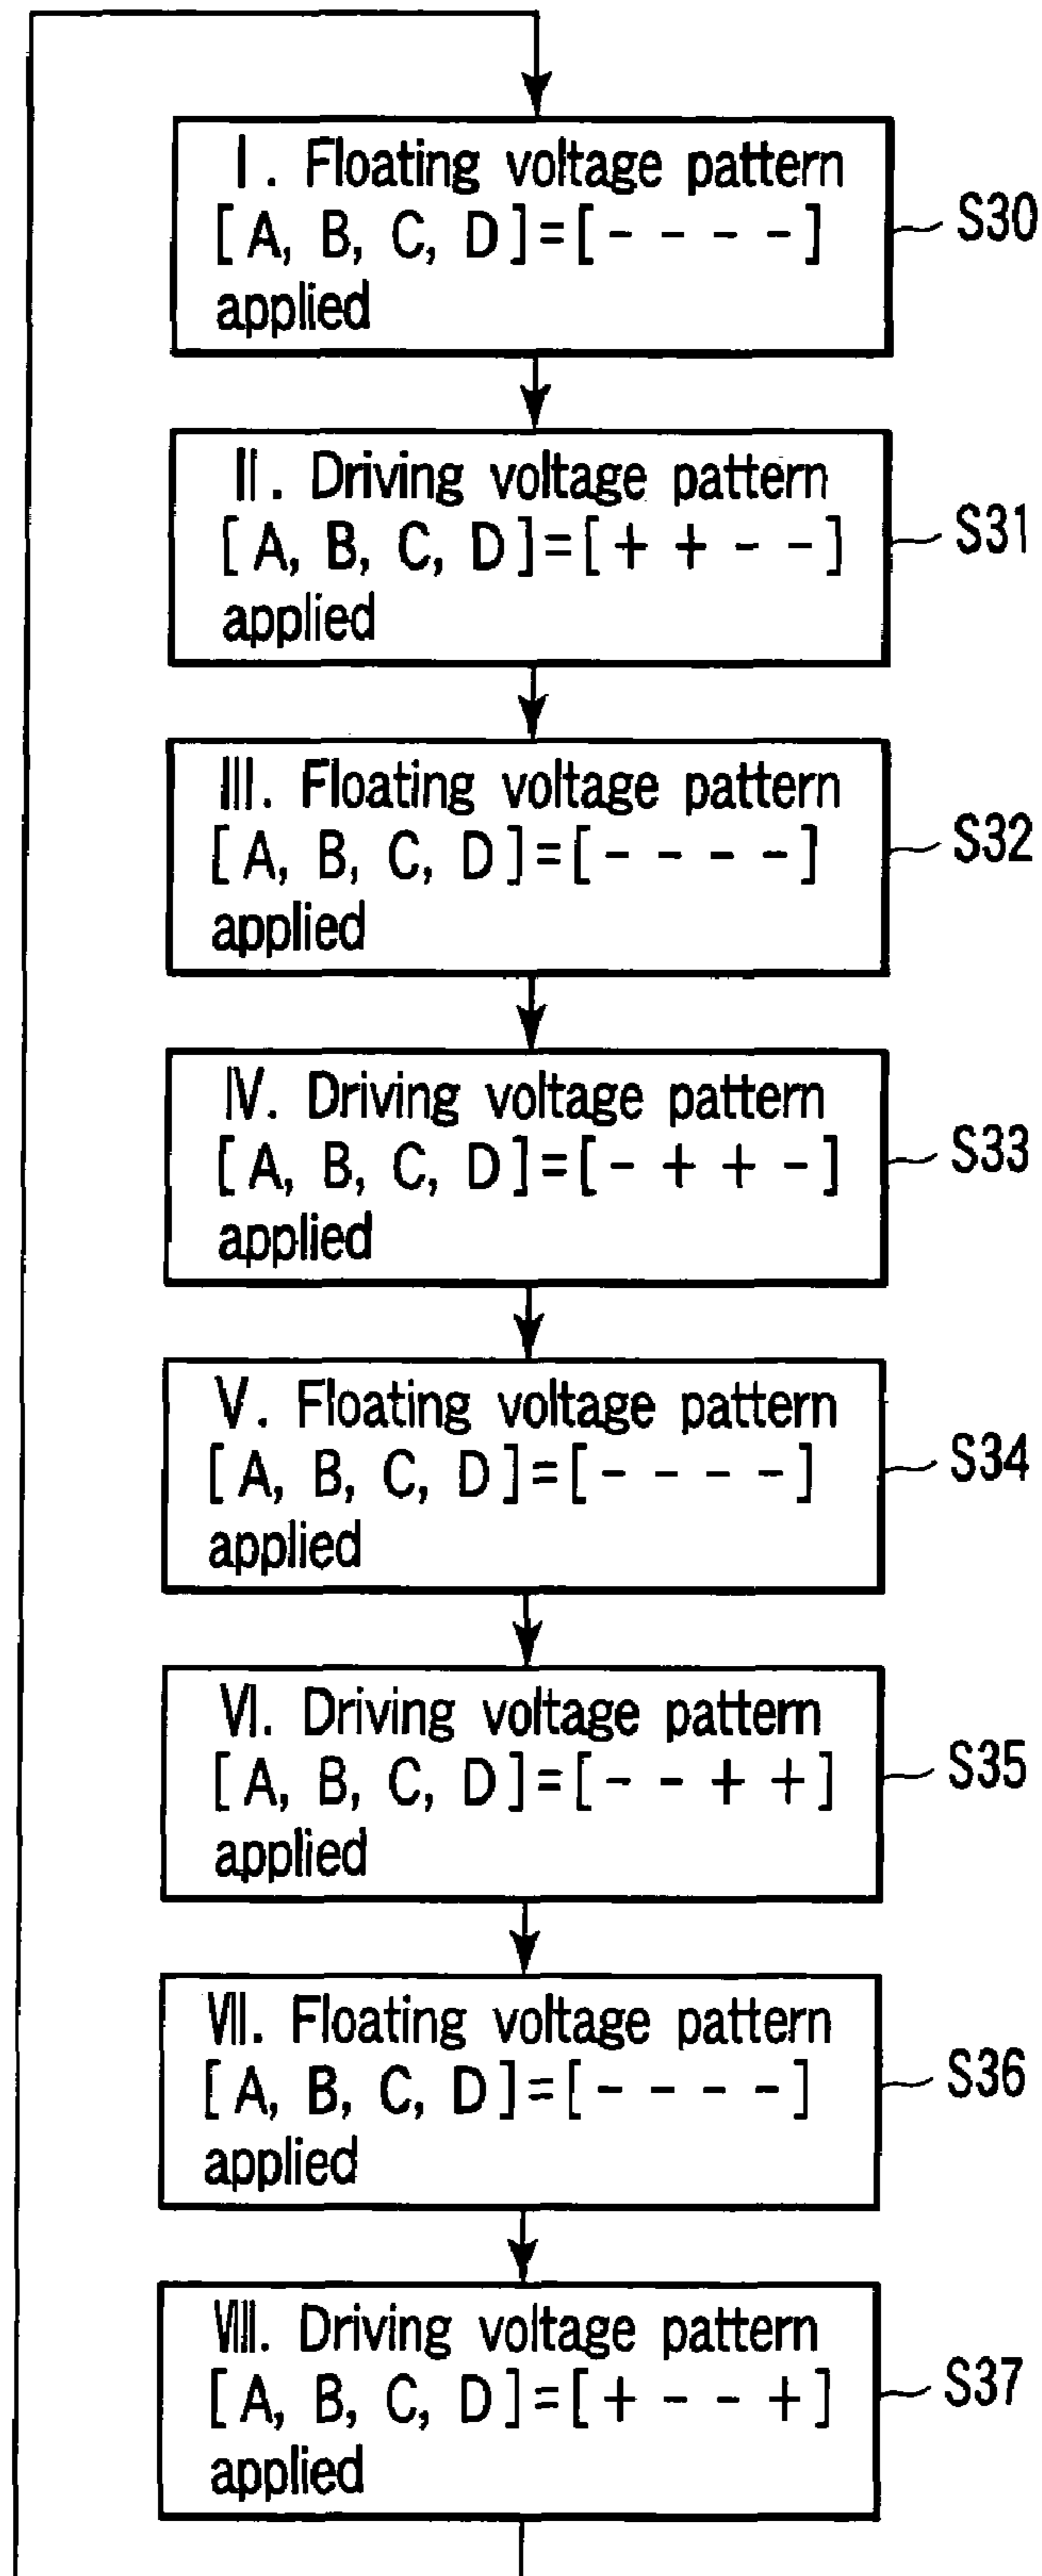 I. Floating voltage pattern
[A, B, C, D]=[- - - -]
applied
S30
II. Driving voltage pattern
[A, B, C, D]=[+ + - -]
applied
S31
III. Floating voltage pattern
[A, B, C, D]=[- - - -]
applied
S32
IV. Driving voltage pattern
[A, B, C, D]=[- + + -]
applied
S33
V. Floating voltage pattern
[A, B, C, D]=[- - - -]
applied
S34
VI. Driving voltage pattern
[A, B, C, D]=[- - + +]
applied
S35
VII. Floating voltage pattern
[A, B, C, D]=[- - - -]
applied
S36
VIII. Driving voltage pattern
[A, B, C, D]=[+ - - +]
applied
S37